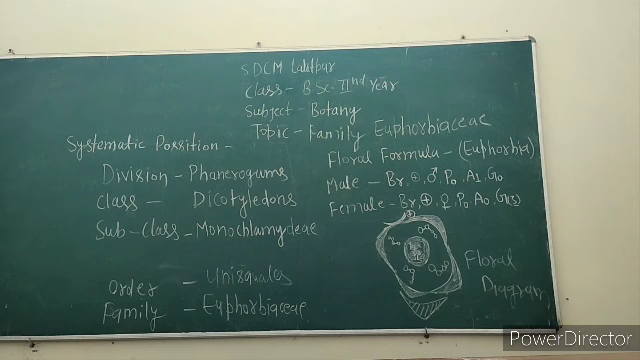 SDCM Lalitpur
Class - B.Sc. IInd Year
Subject - Botany
Topic - Family Euphorbiaceae
Systematic Possition -
Division - Phanerogams
Class - Dicotyledons
Sub-Class - Monochlamydeae
Order - Unisquales
Family - Euphorbiaceae
Floral Formula - (Euphorbia)
Male - Br, ⊕, ♂, P0, A1, G0
Female - Br, ⊕, ♀, P0, A0, G(3)
Floral
Diagram
PowerDirector